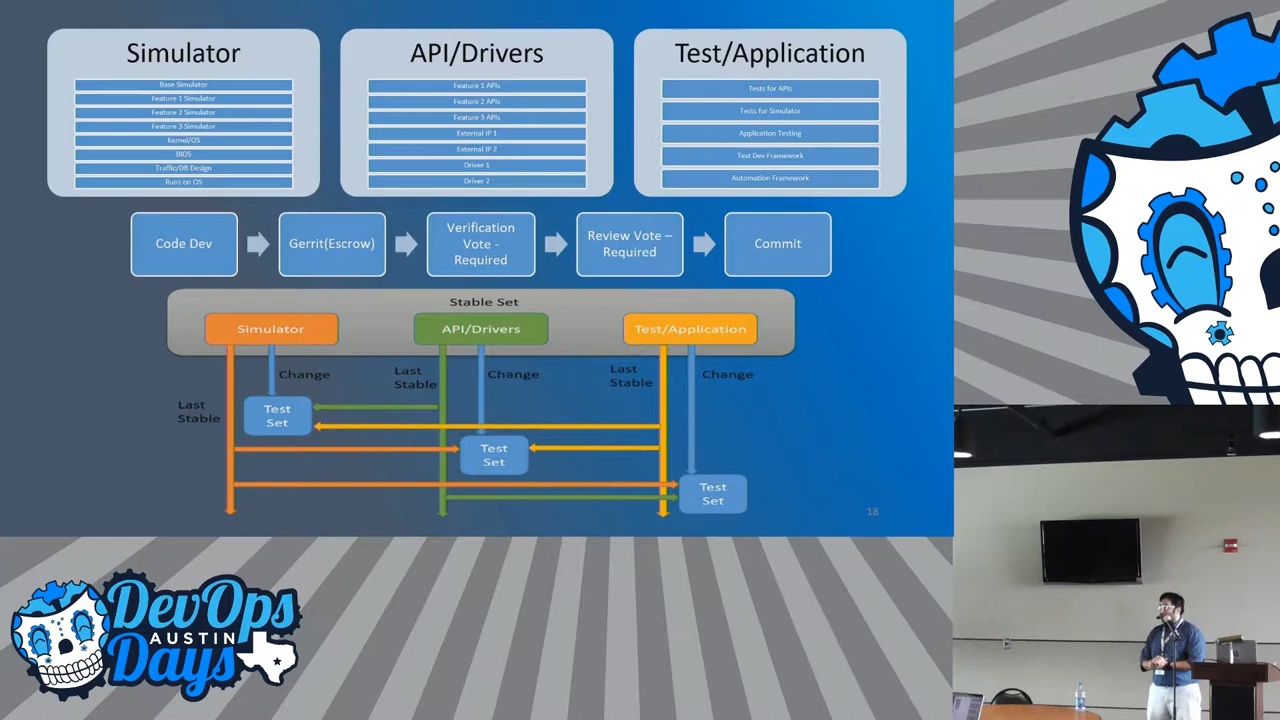 Simulator
Base Simulator
Feature 1 Simulator
Feature 2 Simulator
Feature 3 Simulator
Kernel/OS
BIOS
Traffic/DB Design
Runs on OS
API/Drivers
Feature 1 APIs
Feature 2 APIs
Feature 3 APIs
External IP 1
External IP 2
Driver 1
Driver 2
Test/Application
Tests for APIs
Tests for Simulator
Application Testing
Test Dev Framework
Automation Framework
Code Dev
Gerrit(Escrow)
Verification
Vote -
Required
Review Vote –
Required
Commit
Stable Set
Simulator
API/Drivers
Test/Application
Change
Last
Stable
Change
Last
Stable
Change
Last
Stable
Test
Set
Test
Set
Test
Set
18
DevOps
AUSTIN
Days